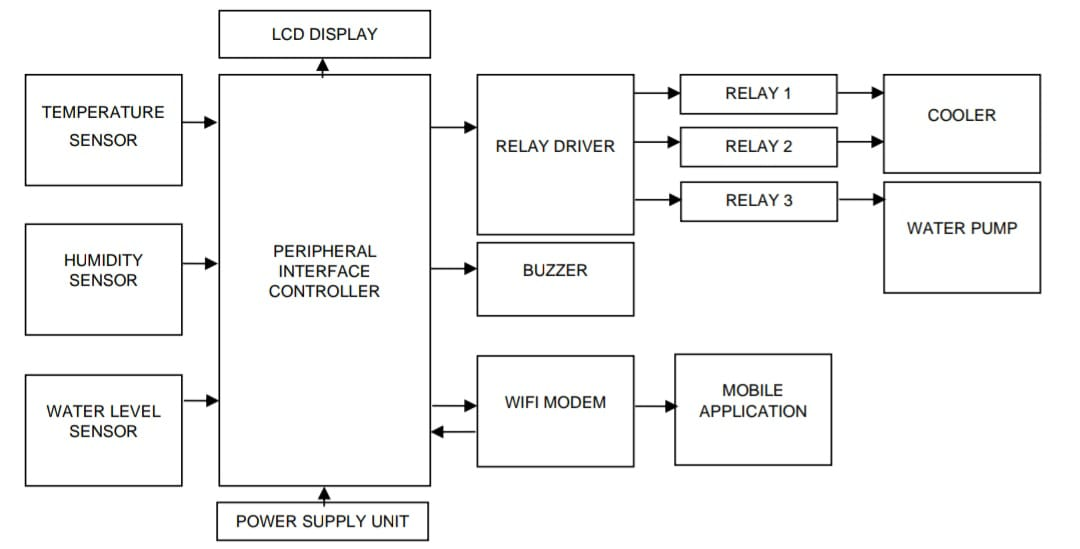 LCD DISPLAY
TEMPERATURE
SENSOR
HUMIDITY
SENSOR
WATER LEVEL
SENSOR
PERIPHERAL
INTERFACE
CONTROLLER
POWER SUPPLY UNIT
RELAY DRIVER
BUZZER
WIFI MODEM
RELAY 1
RELAY 2
RELAY 3
MOBILE
APPLICATION
COOLER
WATER PUMP